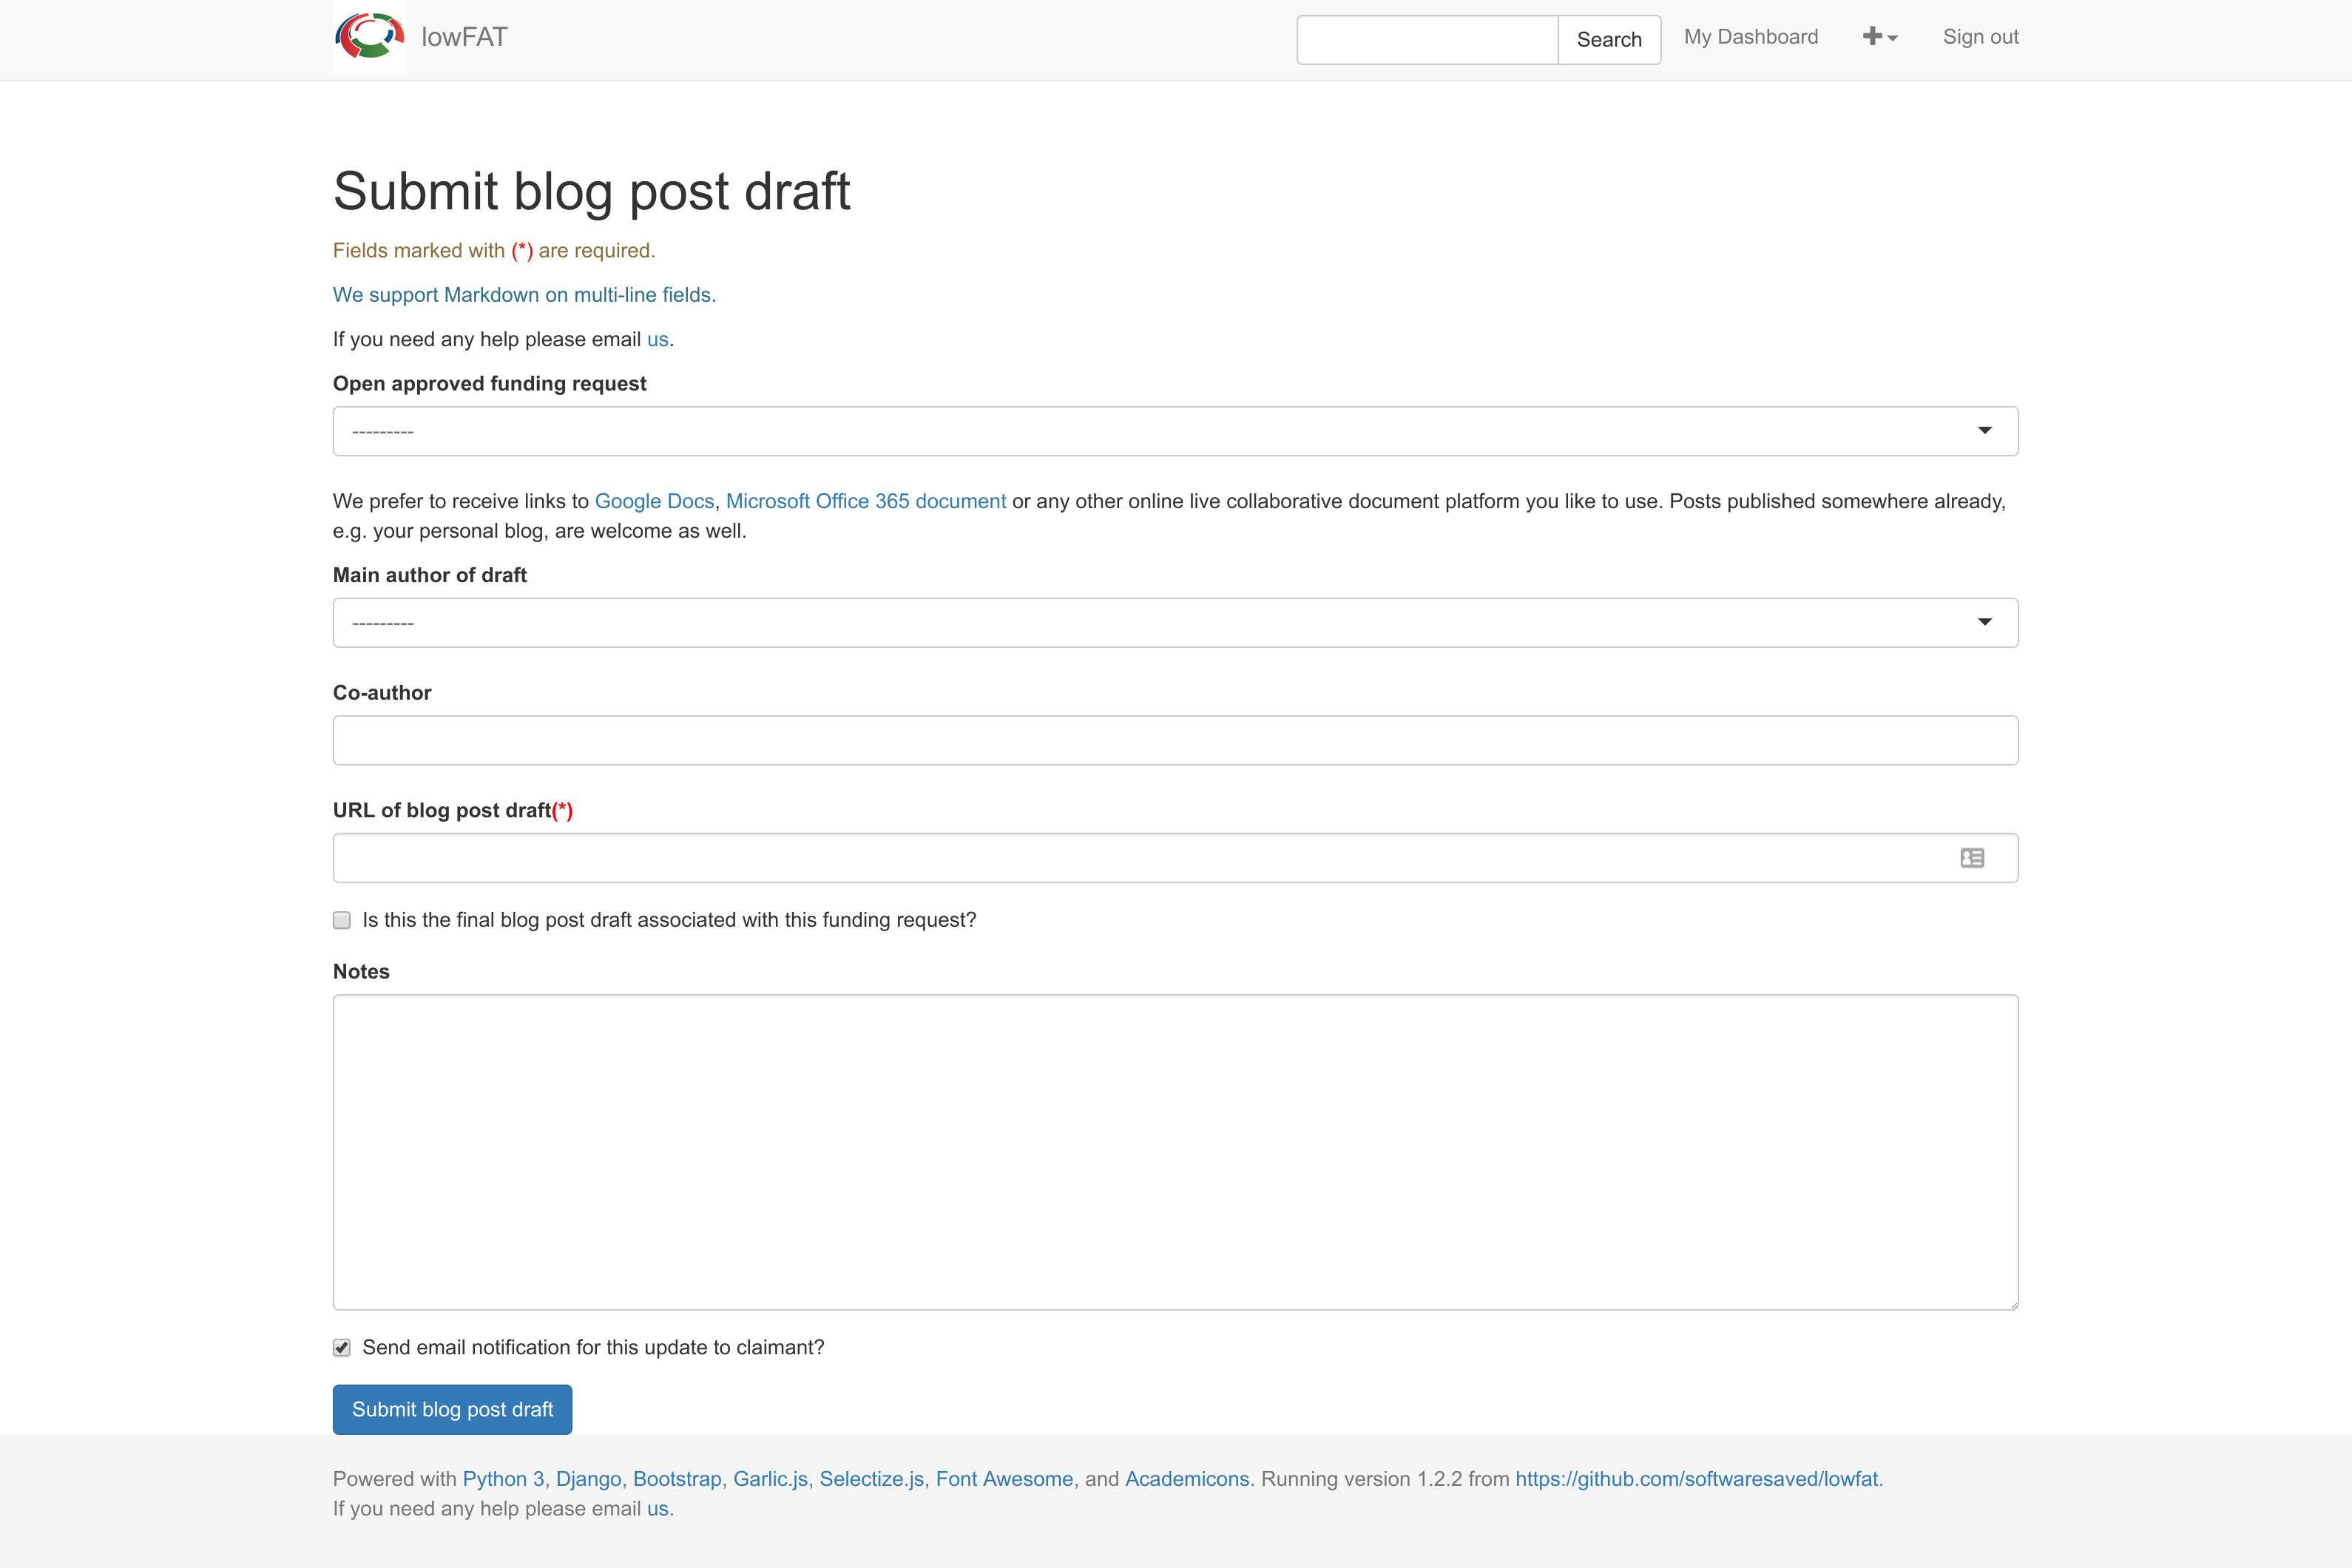 lowFAT
Search
My Dashboard
Sign out
Submit blog post draft
Fields marked with (*) are required.
We support Markdown on multi-line fields.
If you need any help please email us.
Open approved funding request
---------
We prefer to receive links to Google Docs, Microsoft Office 365 document or any other online live collaborative document platform you like to use. Posts published somewhere already,
e.g. your personal blog, are welcome as well.
Main author of draft
---------
Co-author
URL of blog post draft(*)
Is this the final blog post draft associated with this funding request?
Notes
Send email notification for this update to claimant?
Submit blog post draft
Powered with Python 3, Django, Bootstrap, Garlic.js, Selectize.js, Font Awesome, and Academicons. Running version 1.2.2 from https://github.com/softwaresaved/lowfat.
If you need any help please email us.